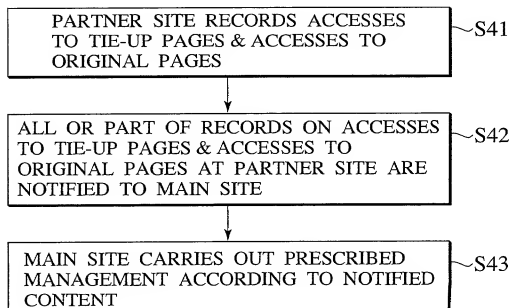 PARTNER SITE RECORDS ACCESSES
TO TIE-UP PAGES & ACCESSES TO
ORIGINAL PAGES
S41
ALL OR PART OF RECORDS ON ACCESSES
TO TIE-UP PAGES & ACCESSES TO
ORIGINAL PAGES AT PARTNER SITE ARE
NOTIFIED TO MAIN SITE
S42
MAIN SITE CARRIES OUT PRESCRIBED
MANAGEMENT ACCORDING TO NOTIFIED
CONTENT
S43